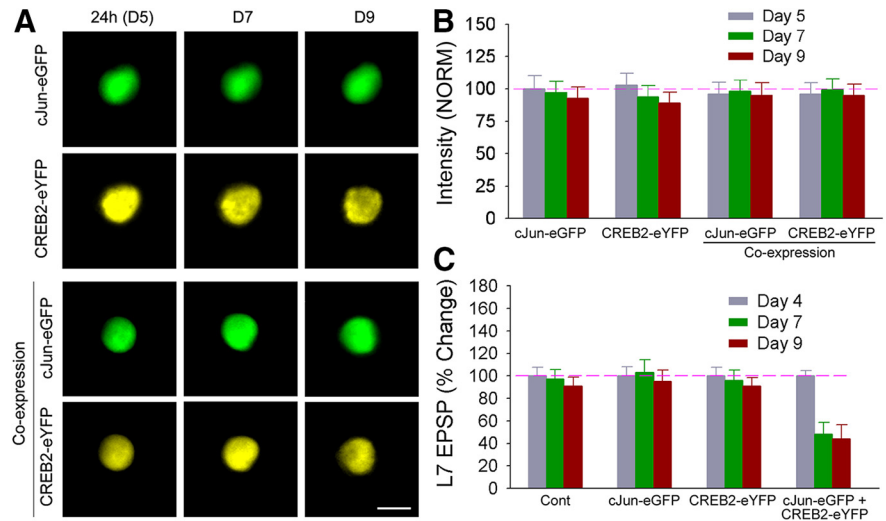 A
24h (D5)
D7
D9
cJun-eGFP
CREB2-eYFP
Co-expression
cJun-eGFP
CREB2-eYFP
B
Intensity (NORM)
150
125
100
75
50
25
0
Day 5
Day 7
Day 9
cJun-eGFP
CREB2-eYFP
cJun-eGFP
CREB2-eYFP
Co-expression
C
L7 EPSP (% Change)
180
160
140
120
100
80
60
40
20
0
Day 4
Day 7
Day 9
Cont
cJun-eGFP
CREB2-eYFP
cJun-eGFP +
CREB2-eYFP